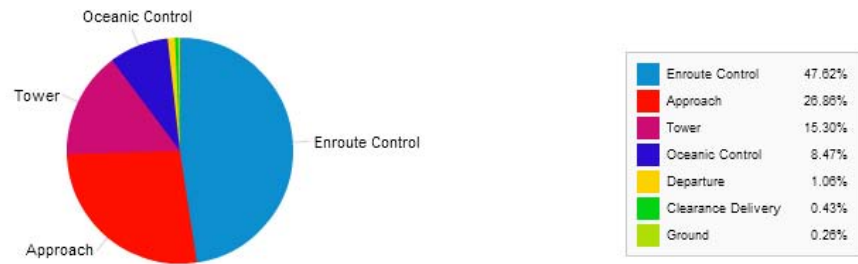 Oceanic Control
Tower
Enroute Control
Approach
Enroute Control 47.62%
Approach 26.86%
Tower 15.30%
Oceanic Control 8.47%
Departure 1.06%
Clearance Delivery 0.43%
Ground 0.26%